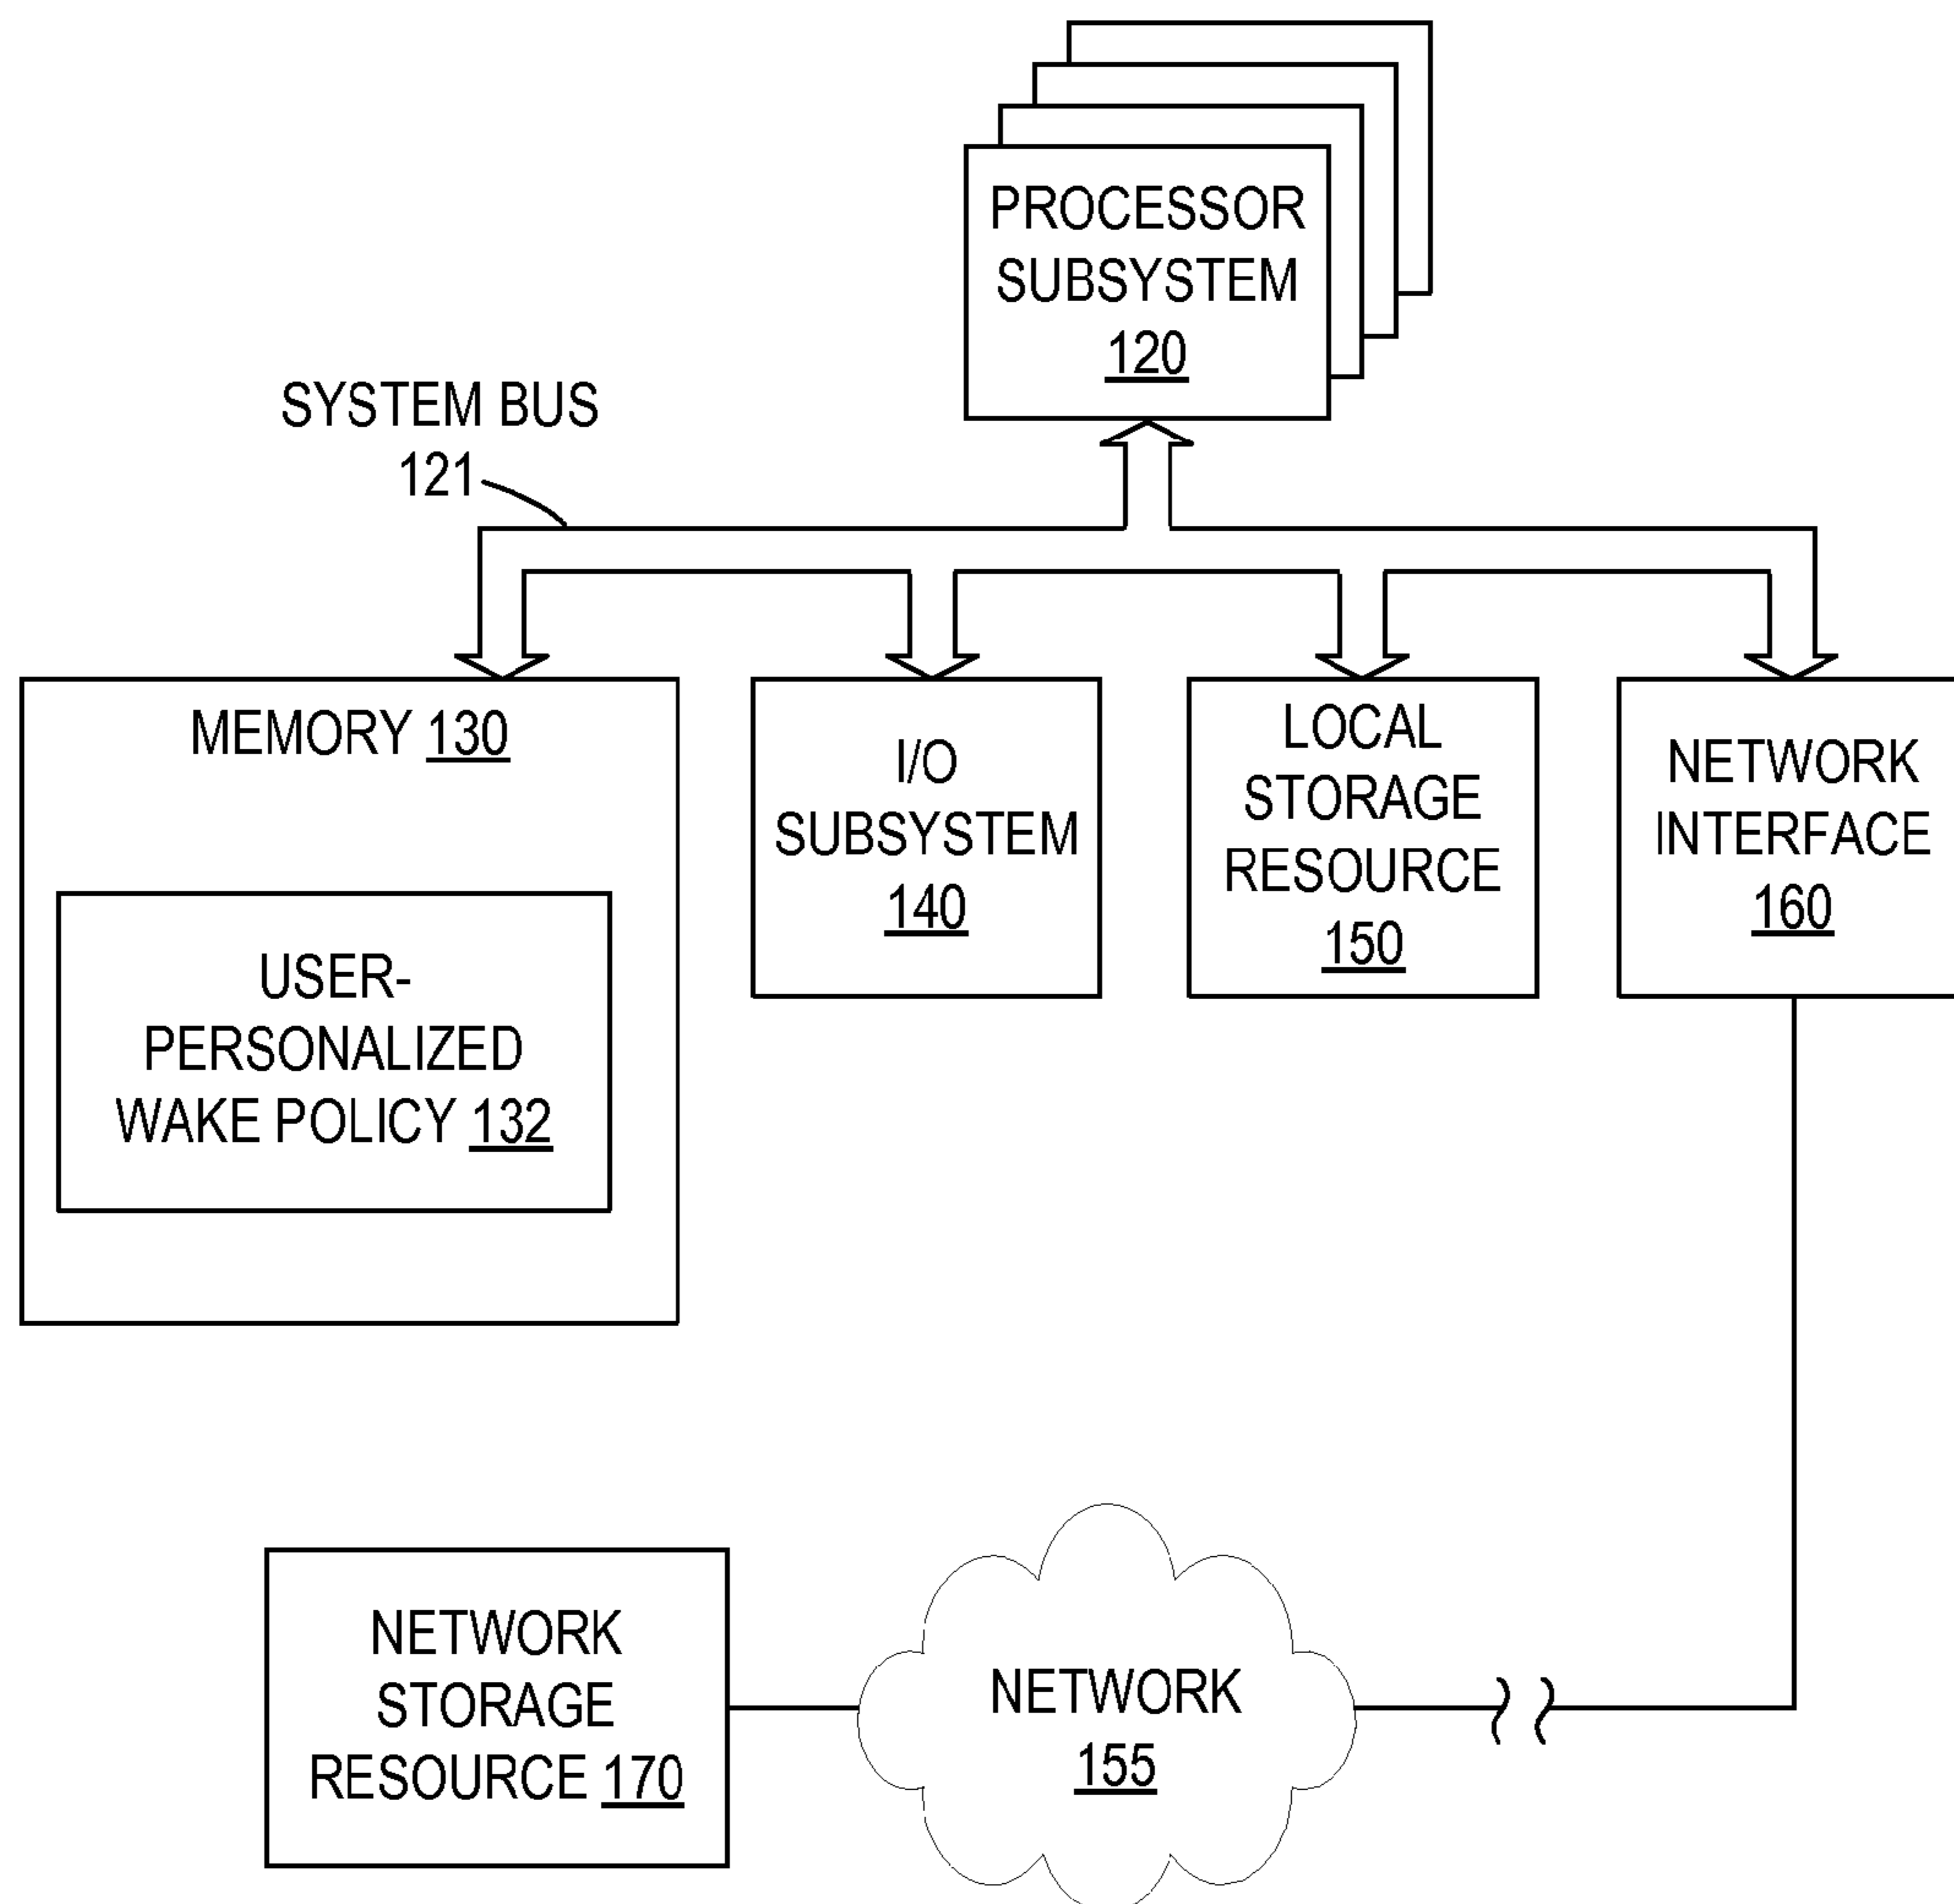 PROCESSOR
SUBSYSTEM
120
SYSTEM BUS
121
MEMORY 130
USER-
PERSONALIZED
WAKE POLICY 132
I/O
SUBSYSTEM
140
LOCAL
STORAGE
RESOURCE
150
NETWORK
INTERFACE
160
NETWORK
STORAGE
RESOURCE 170
NETWORK
155